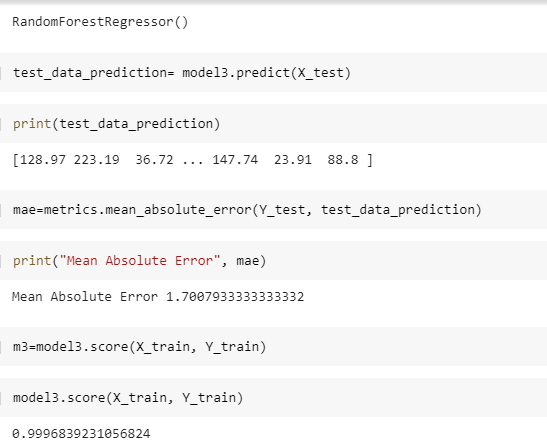 RandomForestRegressor()
test_data_prediction= model3.predict(X_test)
print(test_data_prediction)
[128.97 223.19  36.72 ... 147.74  23.91  88.8 ]
mae=metrics.mean_absolute_error(Y_test, test_data_prediction)
print("Mean Absolute Error", mae)
Mean Absolute Error 1.7007933333333332
m3=model3.score(X_train, Y_train)
model3.score(X_train, Y_train)
0.9996839231056824